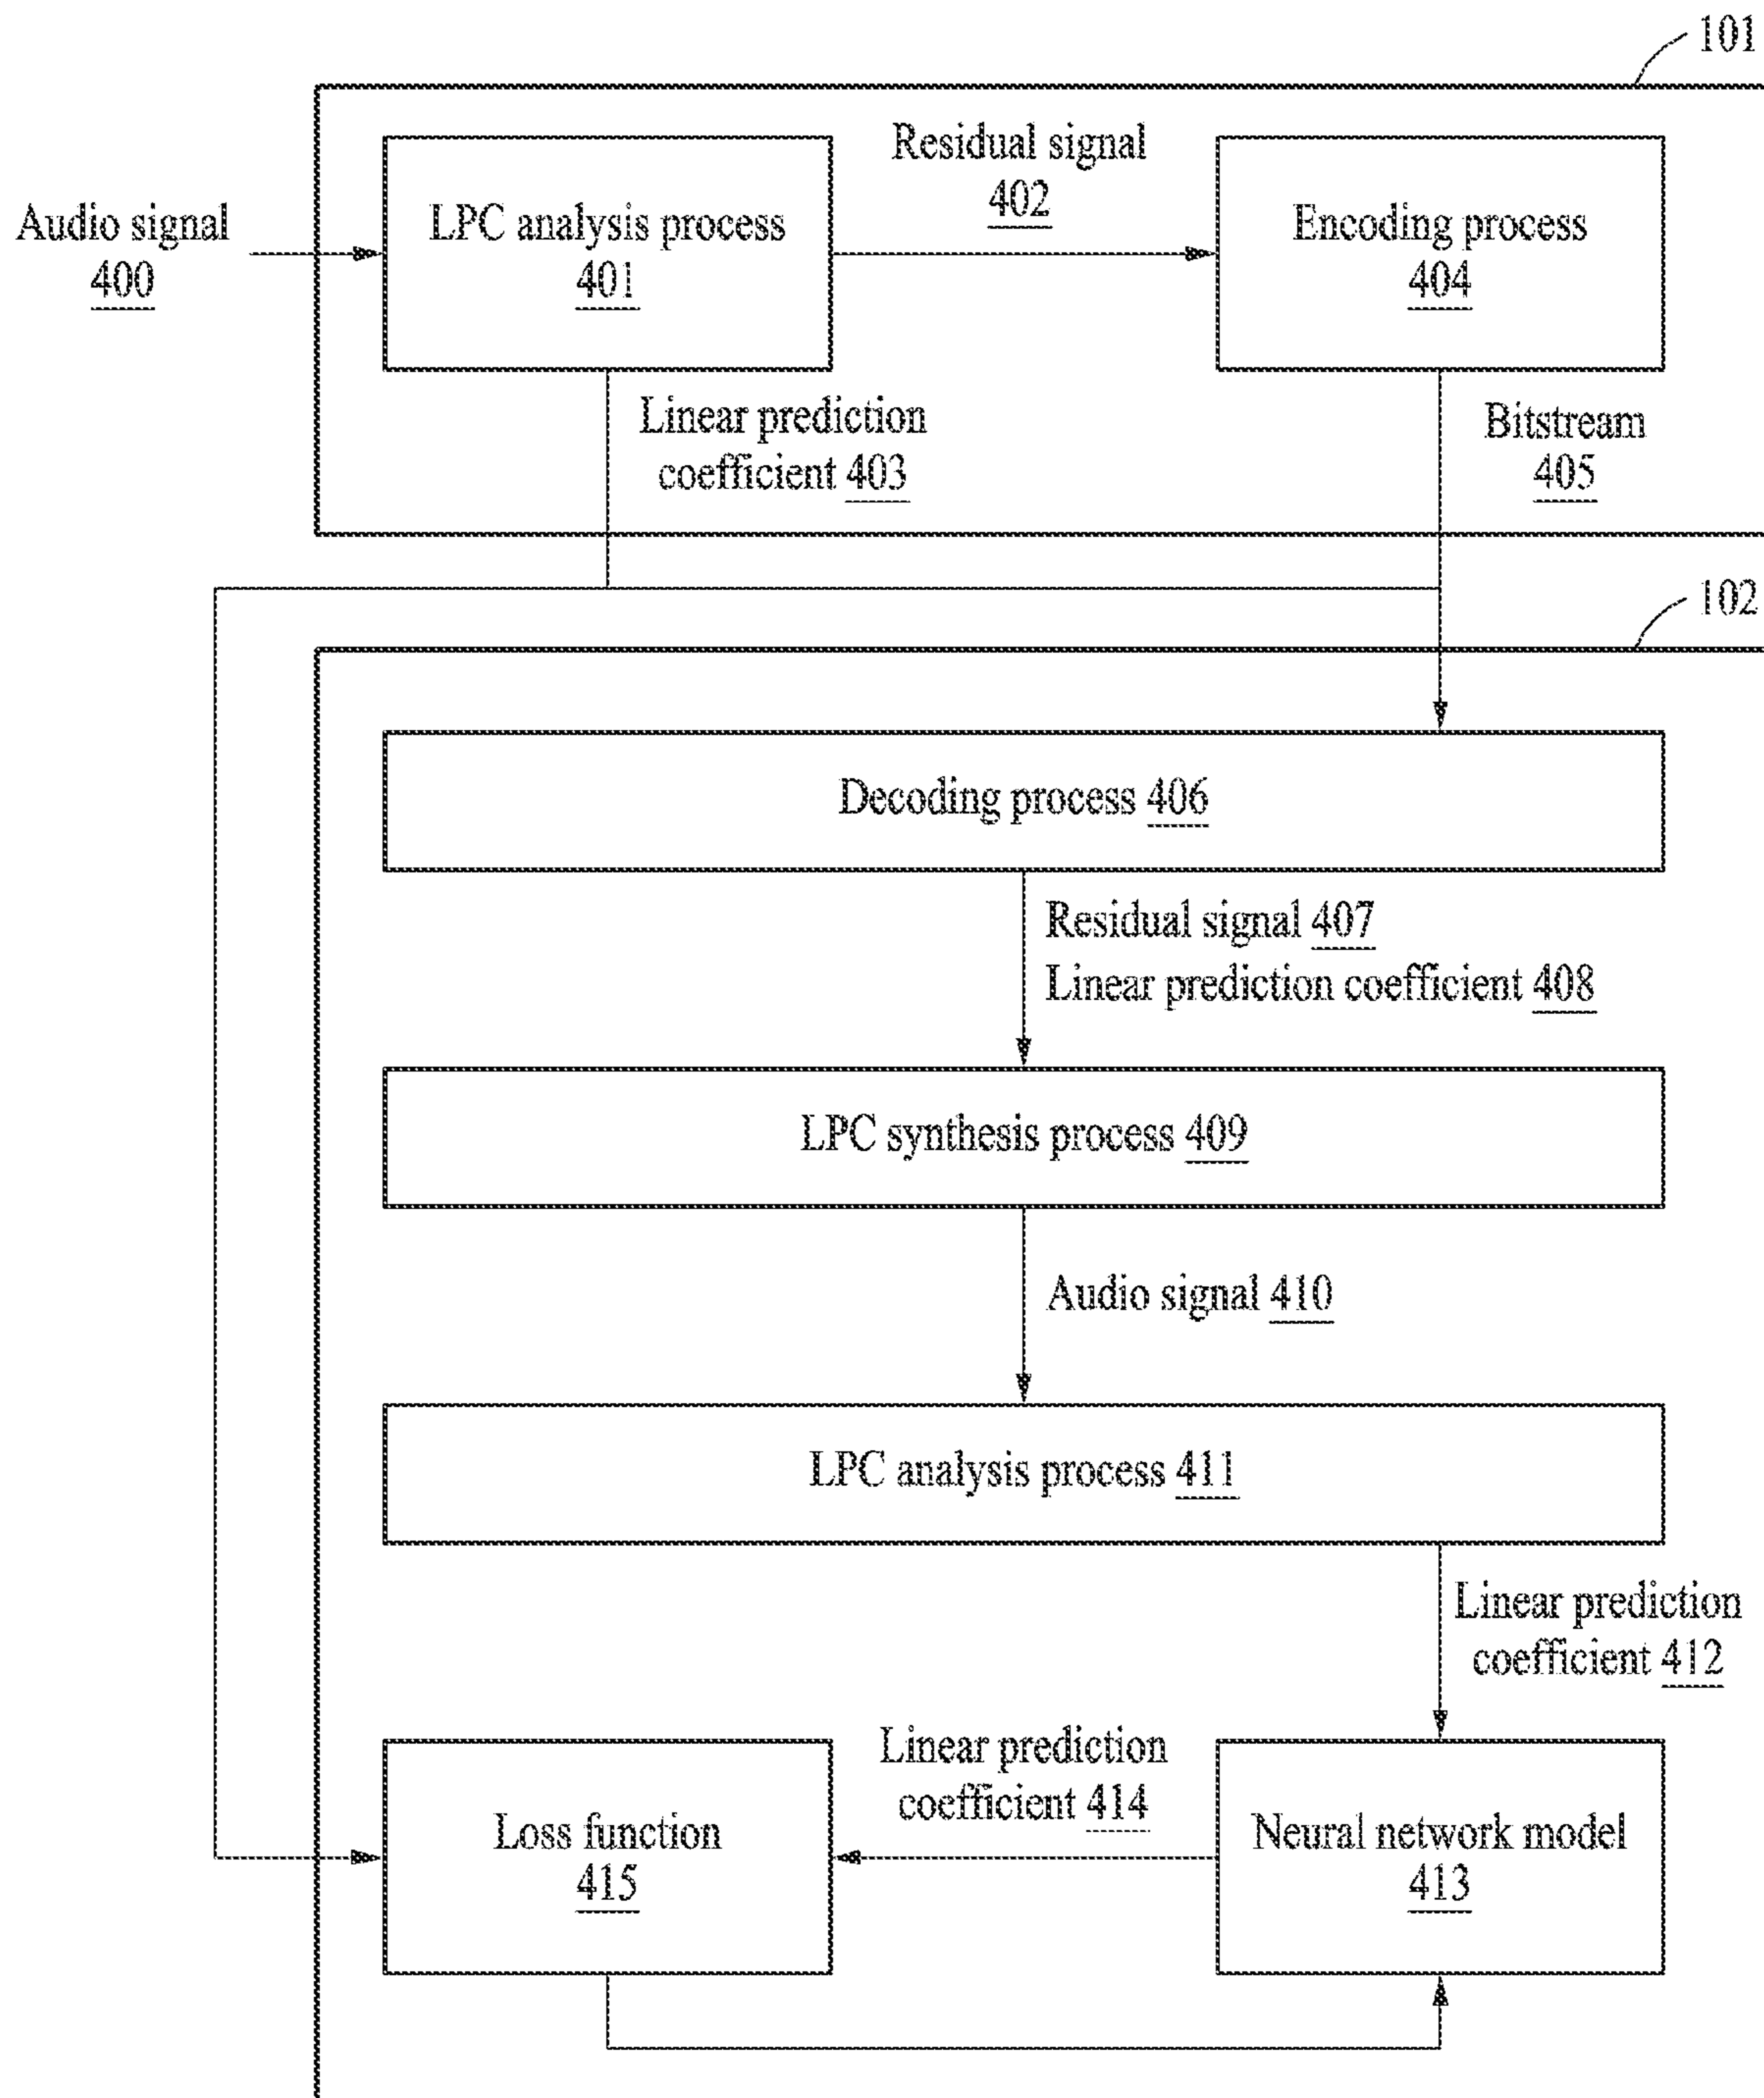 101
Residual signal
402
Audio signal
400
LPC analysis process
401
Encoding process
404
Linear prediction
coefficient 403
Bitstream
405
102
Decoding process 406
Residual signal 407
Linear prediction coefficient 408
LPC synthesis process 409
Audio signal 410
LPC analysis process 411
Linear prediction
coefficient 412
Linear prediction
coefficient 414
Loss function
415
Neural network model
413